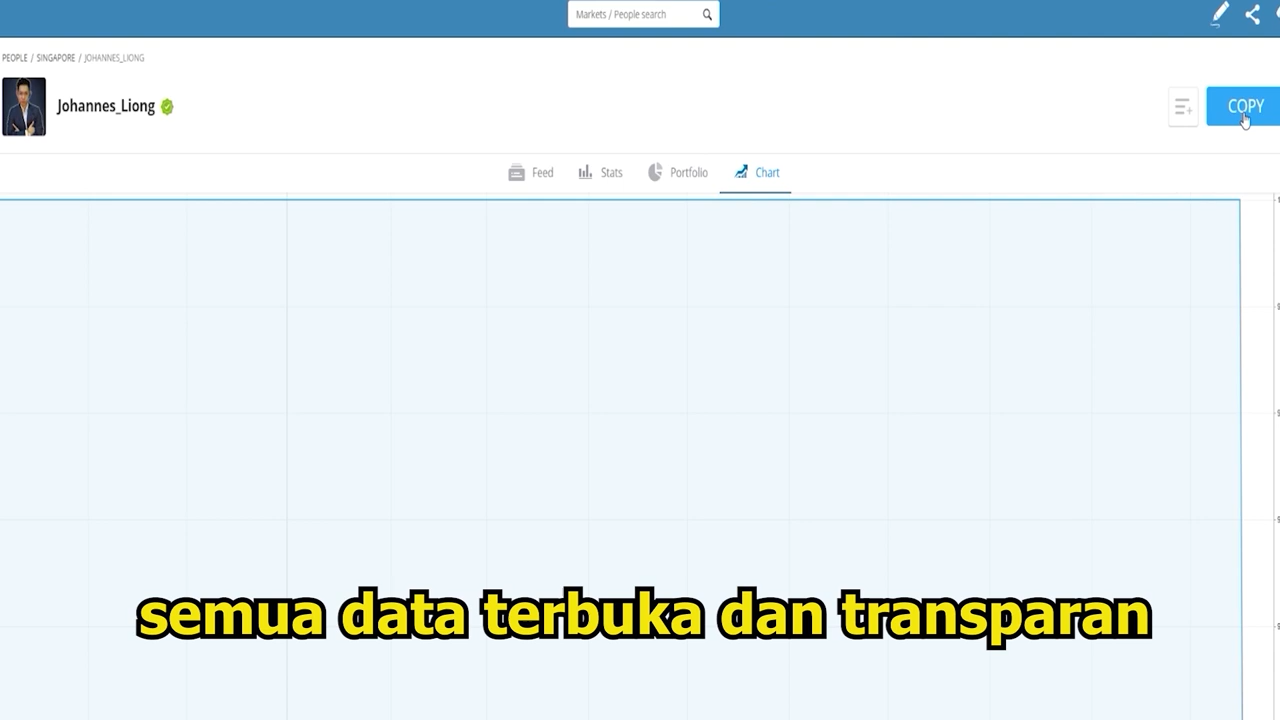 Markets / People search
PEOPLE / SINGAPORE / JOHANNES_LIONG
Johannes_Liong
COPY
Feed
Stats
Portfolio
Chart
semua data terbuka dan transparan